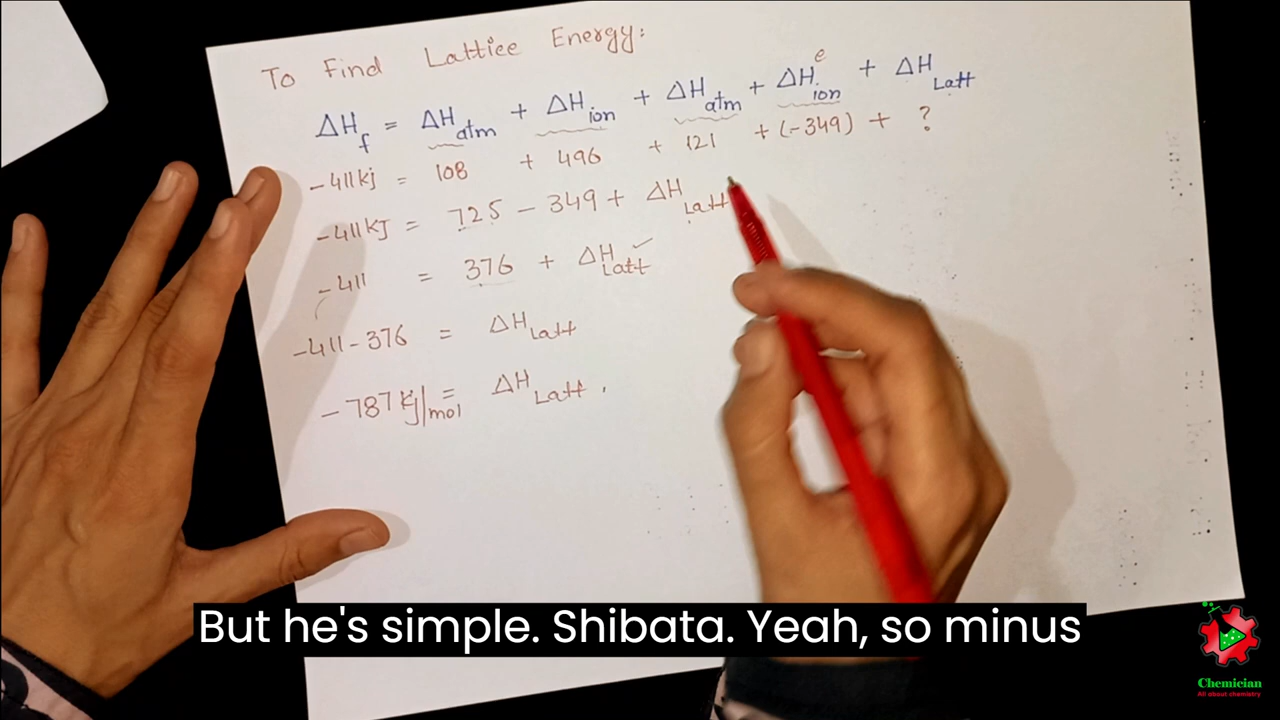 To Find Lattice Energy:
ΔHf = ΔHatm + ΔHion + ΔHatm + ΔHᵉion + ΔHLatt
-411kj = 108 + 496 + 121 + (-349) + ?
-411KJ = 725 - 349 + ΔHLatt
-411 = 376 + ΔHLatt ✓
-411-376 = ΔHLatt
-787 Kj/mol = ΔHLatt.
But he's simple. Shibata. Yeah, so minus
Chemician
All about chemistry